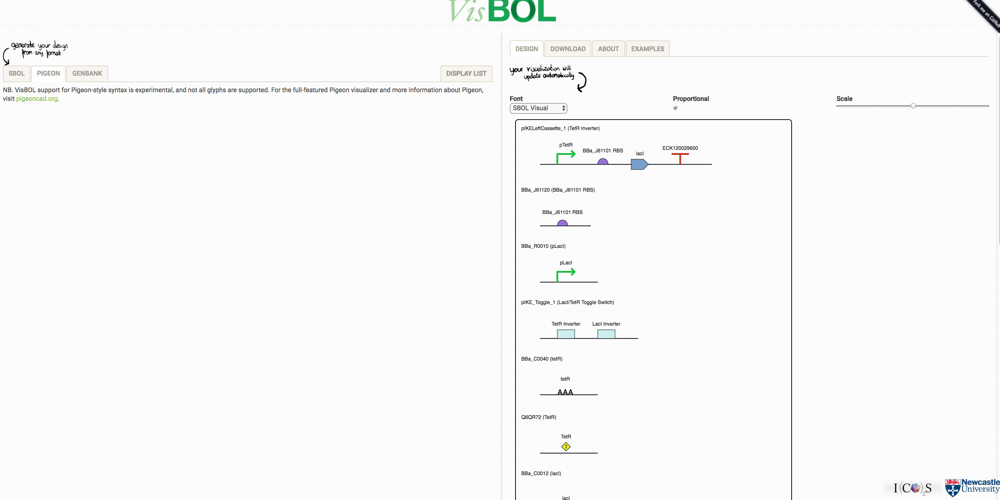 VisBOL
Fork me on GitHub
generate your design
from any format
SBOL
PIGEON
GENBANK
DISPLAY LIST
NB. VisBOL support for Pigeon-style syntax is experimental, and not all glyphs are supported. For the full-featured Pigeon visualizer and more information about Pigeon,
visit pigeoncad.org.
DESIGN
DOWNLOAD
ABOUT
EXAMPLES
your visualization will
update automatically
Font
Proportional
Scale
SBOL Visual
pIKELeftCassette_1 (TetR Inverter)
pTetR
BBa_J61101 RBS
lacI
ECK120029600
BBa_J61120 (BBa_J61101 RBS)
BBa_J61101 RBS
BBa_R0010 (pLacI)
pLacI
pIKE_Toggle_1 (LacI/TetR Toggle Switch)
TetR Inverter
LacI Inverter
BBa_C0040 (tetR)
tetR
AAA
Q6QR72 (TetR)
TetR
?
BBa_C0012 (lacI)
lacI
I(CO)2S
Newcastle
University